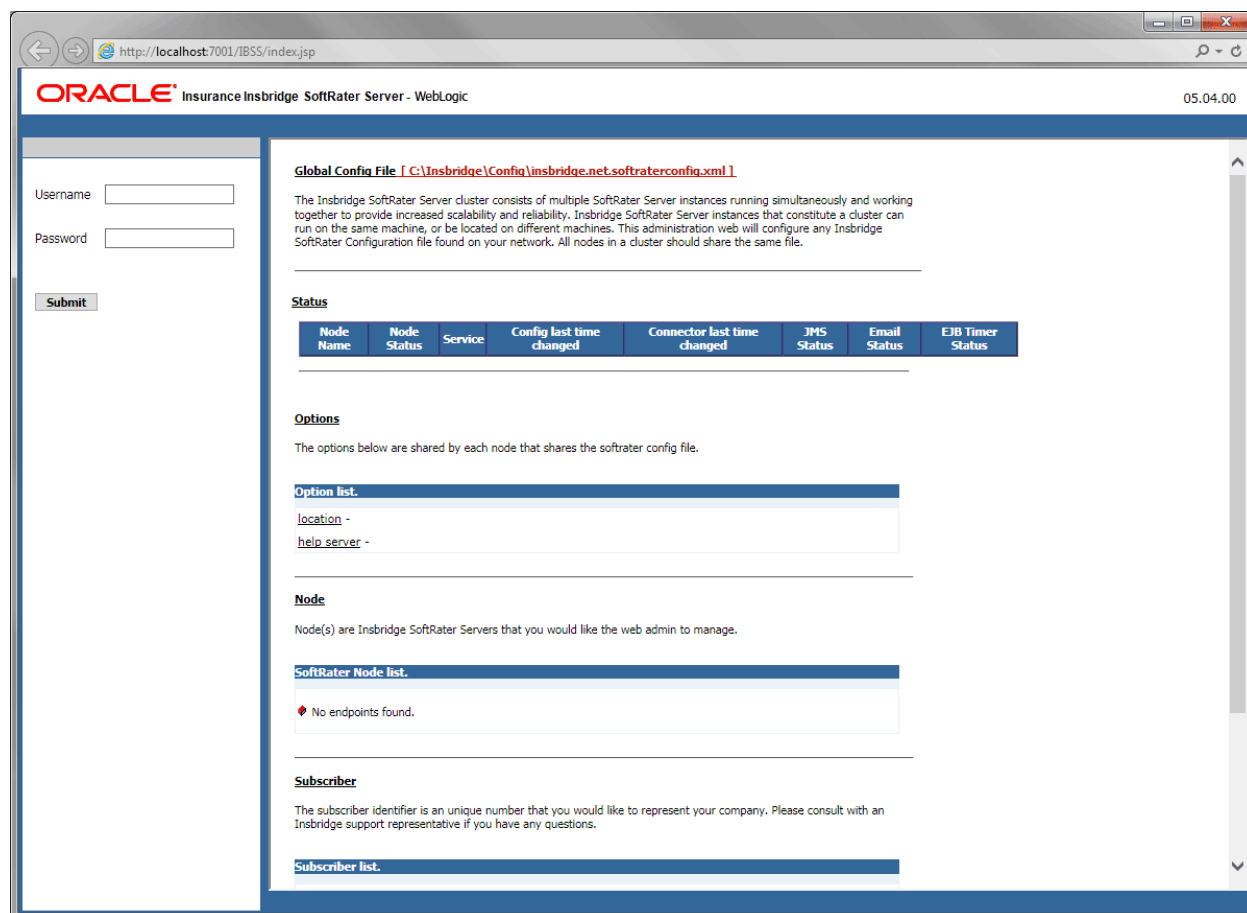 http://localhost:7001/IBSS/index.jsp
ORACLE® Insurance Insbridge SoftRater Server - WebLogic
05.04.00
Username
Password
Submit
Global Config File [ C:\Insbridge\Config\insbridge.net.softraterconfig.xml ]
The Insbridge SoftRater Server cluster consists of multiple SoftRater Server instances running simultaneously and working
together to provide increased scalability and reliability. Insbridge SoftRater Server instances that constitute a cluster can
run on the same machine, or be located on different machines. This administration web will configure any Insbridge
SoftRater Configuration file found on your network. All nodes in a cluster should share the same file.
Status
Node Name Node Status Service Config last time changed Connector last time changed JMS Status Email Status EJB Timer Status
Options
The options below are shared by each node that shares the softrater config file.
Option list.
location -
help server -
Node
Node(s) are Insbridge SoftRater Servers that you would like the web admin to manage.
SoftRater Node list.
No endpoints found.
Subscriber
The subscriber identifier is an unique number that you would like to represent your company. Please consult with an
Insbridge support representative if you have any questions.
Subscriber list.